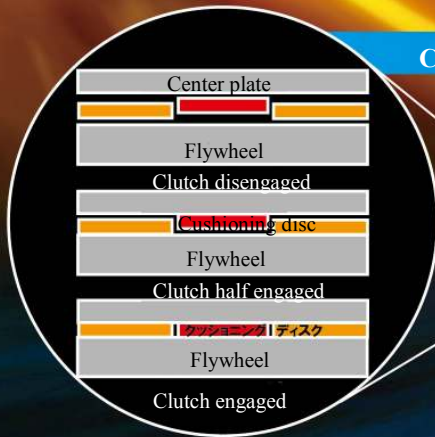 C
Center plate
Flywheel
Clutch disengaged
Cushioning disc
Flywheel
Clutch half engaged
クッショニング ディスク
Flywheel
Clutch engaged